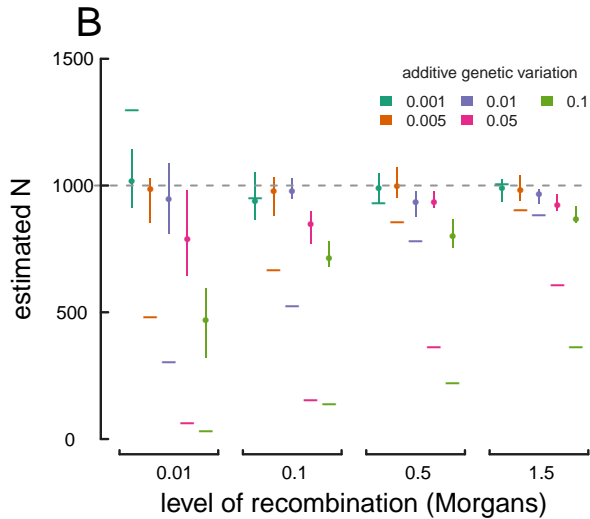 B
additive genetic variation
0.001 0.01 0.1
0.005 0.05
1500
1000
500
0
estimated N
0.01 0.1 0.5 1.5
level of recombination (Morgans)